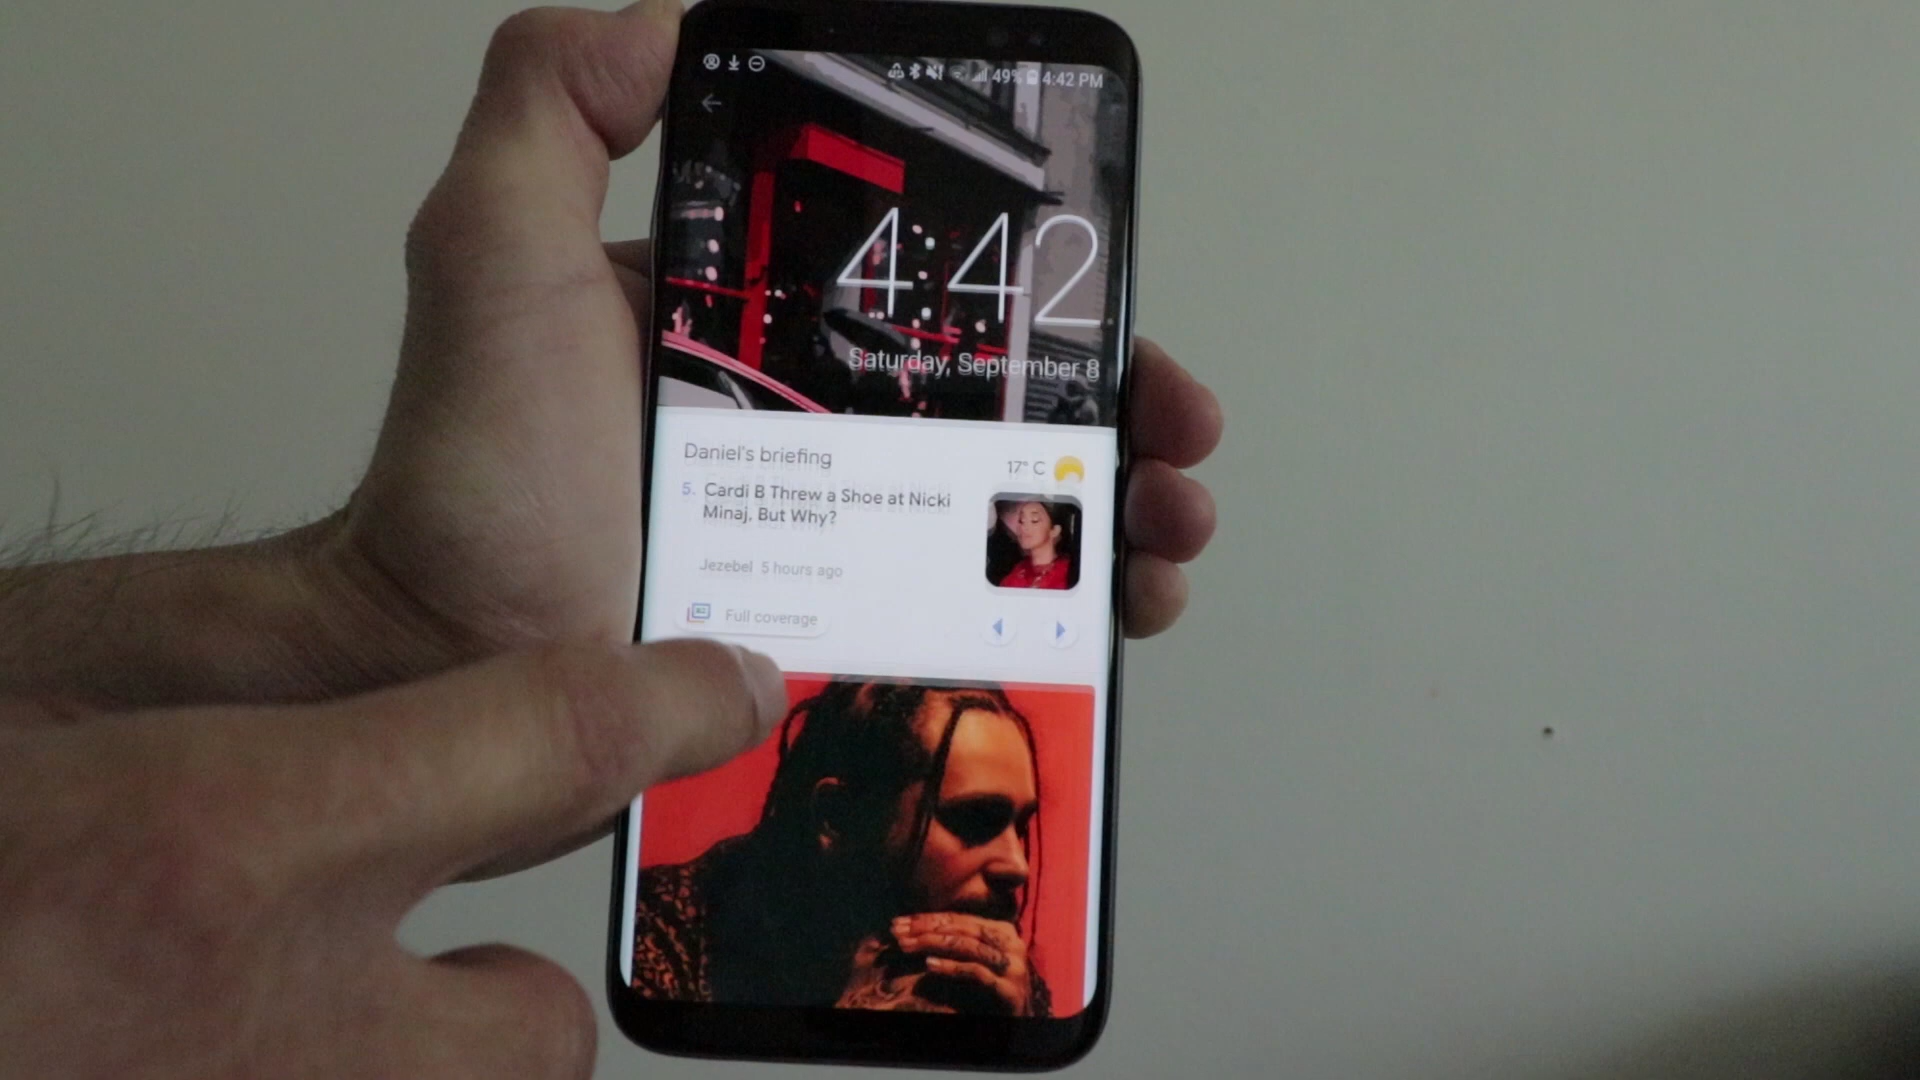 49% 4:42 PM
4:42
Saturday, September 8
Daniel's briefing
17° C
5. Cardi B Threw a Shoe at Nicki
Minaj, But Why?
Jezebel 5 hours ago
Full coverage